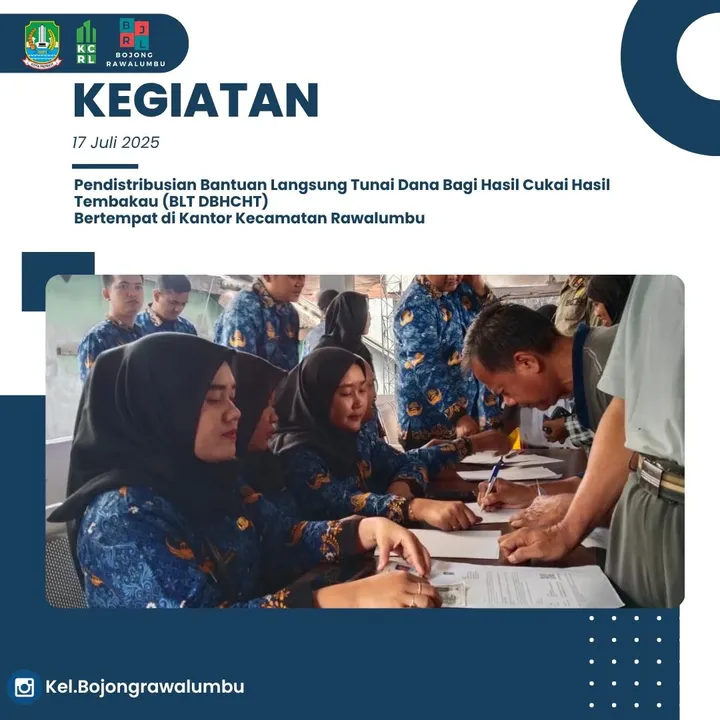 KCRL
BRJL
BOJONG
RAWALUMBU
KEGIATAN
17 Juli 2025
Pendistribusian Bantuan Langsung Tunai Dana Bagi Hasil Cukai Hasil
Tembakau (BLT DBHCHT)
Bertempat di Kantor Kecamatan Rawalumbu
Kel.Bojongrawalumbu